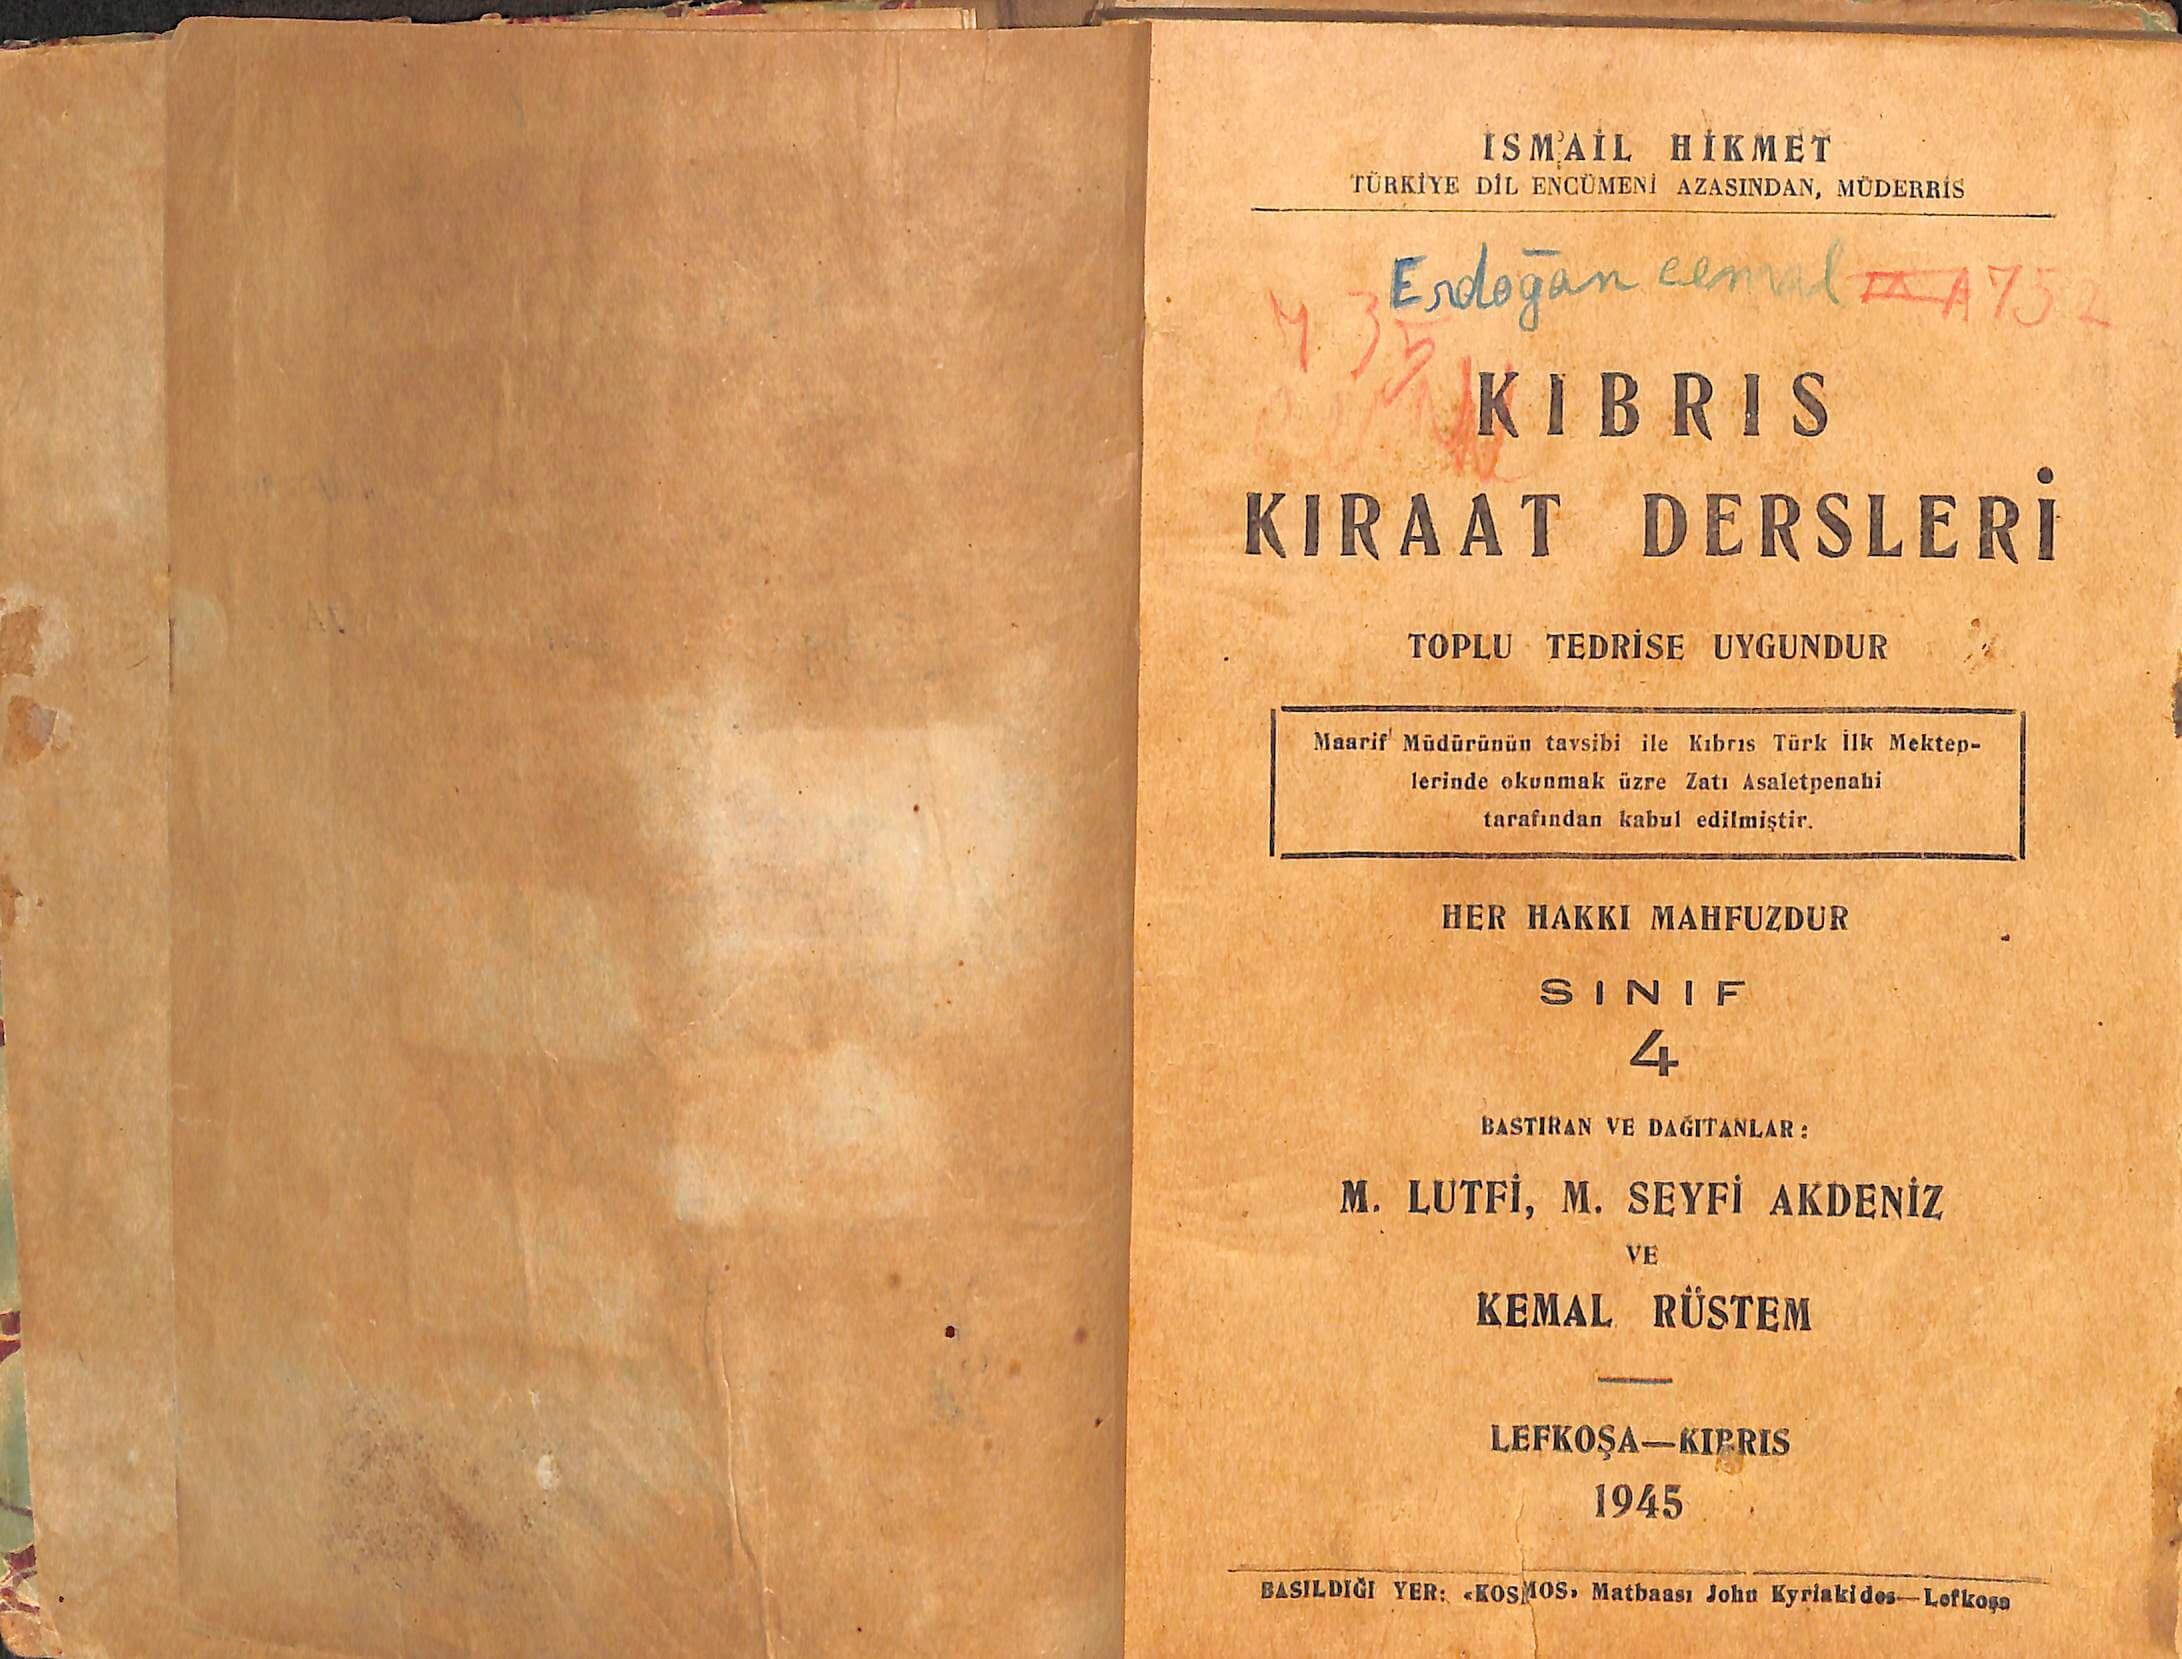 İSMAİL HİKMET
TÜRKİYE DİL ENCÜMENİ AZASINDAN, MÜDERRİS
Erdoğan cemal IV A 752
KIBRIS
KIRAAT DERSLERİ
TOPLU TEDRİSE UYGUNDUR
Maarif Müdürünün tavsibi ile Kıbrıs Türk İlk Mektep-
lerinde okunmak üzre Zatı Asaletpenahi
tarafından kabul edilmiştir.
HER HAKKI MAHFUZDUR
SINIF
4
BASTIRAN VE DAĞITANLAR:
M. LUTFİ, M. SEYFİ AKDENİZ
VE
KEMAL RÜSTEM
LEFKOŞA—KIBRIS
1945
BASILDIĞI YER: «KOSMOS» Matbaası John Kyriakides—Lefkoşa